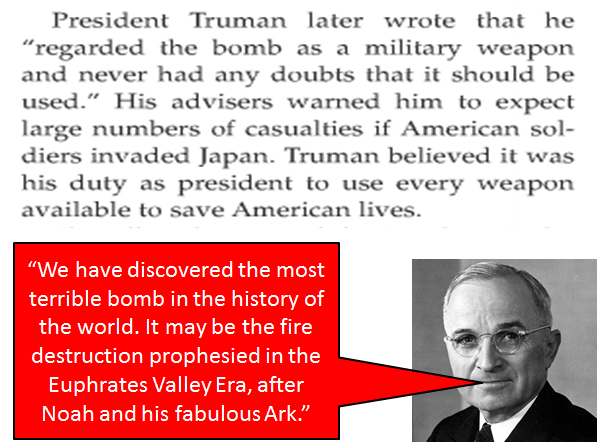 President Truman later wrote that he
“regarded the bomb as a military weapon
and never had any doubts that it should be
used.” His advisers warned him to expect
large numbers of casualties if American sol-
diers invaded Japan. Truman believed it was
his duty as president to use every weapon
available to save American lives.
“We have discovered the most
terrible bomb in the history of
the world. It may be the fire
destruction prophesied in the
Euphrates Valley Era, after
Noah and his fabulous Ark.”